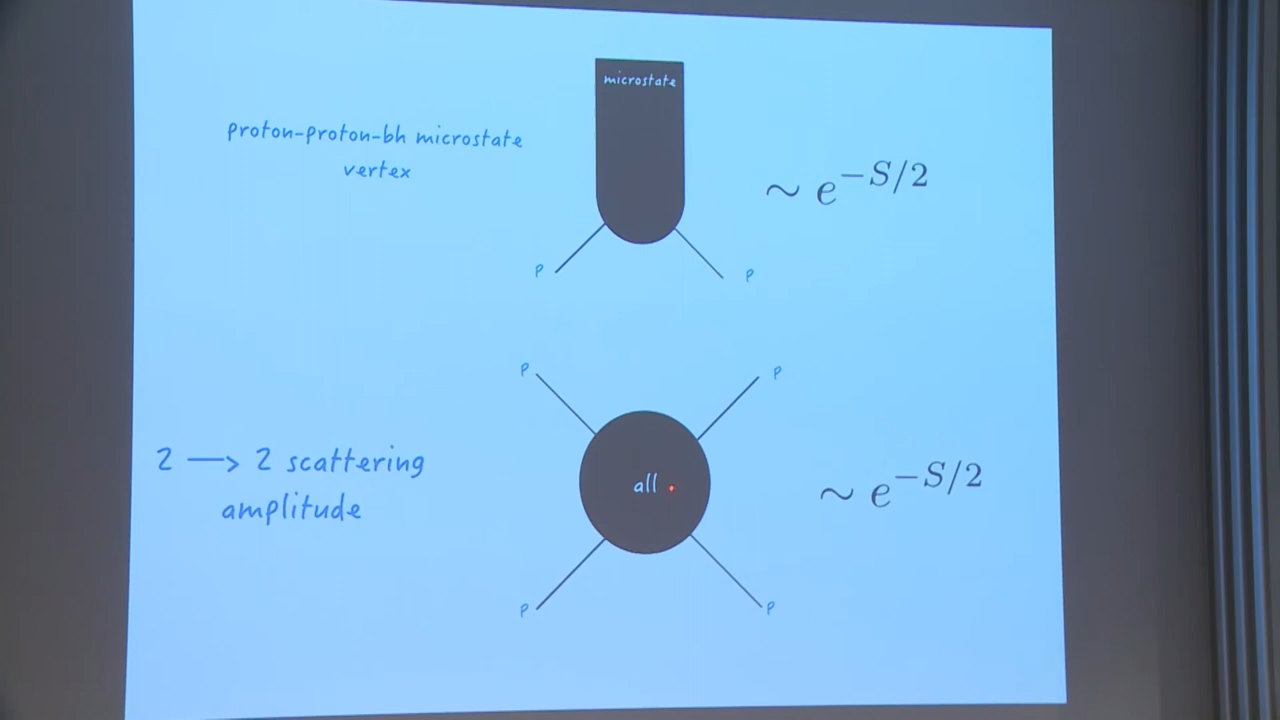 microstate
proton-proton-bh microstate
vertex
∼ e^{-S/2}
P
P
P
P
2 → 2 scattering
amplitude
all
∼ e^{-S/2}
P
P